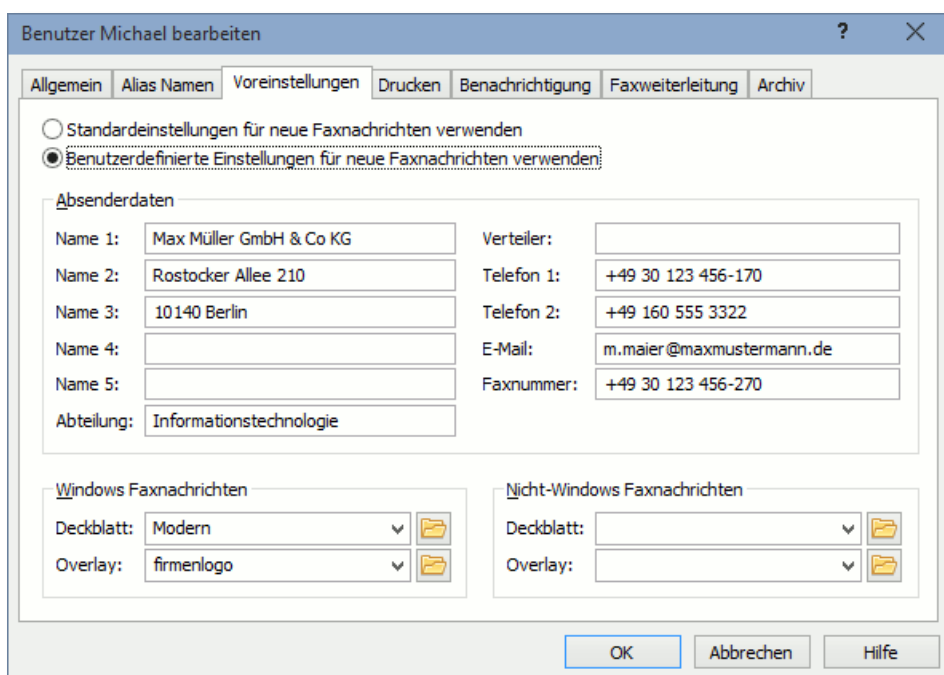 Benutzer Michael bearbeiten ?
Allgemein Alias Namen Voreinstellungen Drucken Benachrichtigung Faxweiterleitung Archiv
Standardeinstellungen für neue Faxnachrichten verwenden
Benutzerdefinierte Einstellungen für neue Faxnachrichten verwenden
Absenderdaten
Name 1: Max Müller GmbH & Co KG Verteiler:
Name 2: Rostocker Allee 210 Telefon 1: +49 30 123 456-170
Name 3: 10140 Berlin Telefon 2: +49 160 555 3322
Name 4: E-Mail: m.maier@maxmustermann.de
Name 5: Faxnummer: +49 30 123 456-270
Abteilung: Informationstechnologie
Windows Faxnachrichten Nicht-Windows Faxnachrichten
Deckblatt: Modern Deckblatt:
Overlay: firmenlogo Overlay:
OK Abbrechen Hilfe